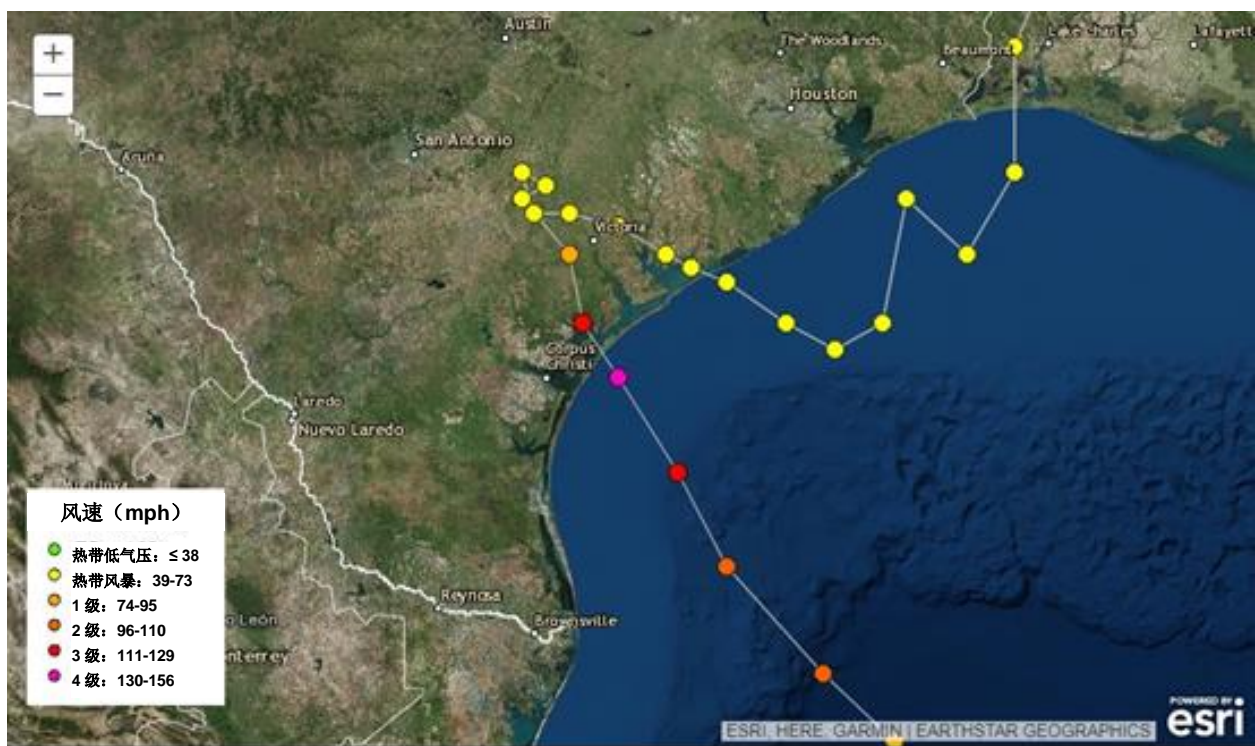 +
−
Austin
The Woodlands
Beaumont
Lake Charles
Lafayett
Houston
San Antonio
Acuna
Victoria
Corpus
Christi
Laredo
Nuevo Laredo
Reynosa
Brownsville
o León
onterrey
风速（mph）
热带低气压：≤ 38
热带风暴：39-73
1 级：74-95
2 级：96-110
3 级：111-129
4 级：130-156
ESRI, HERE, GARMIN | EARTHSTAR GEOGRAPHICS
POWERED BY
esri